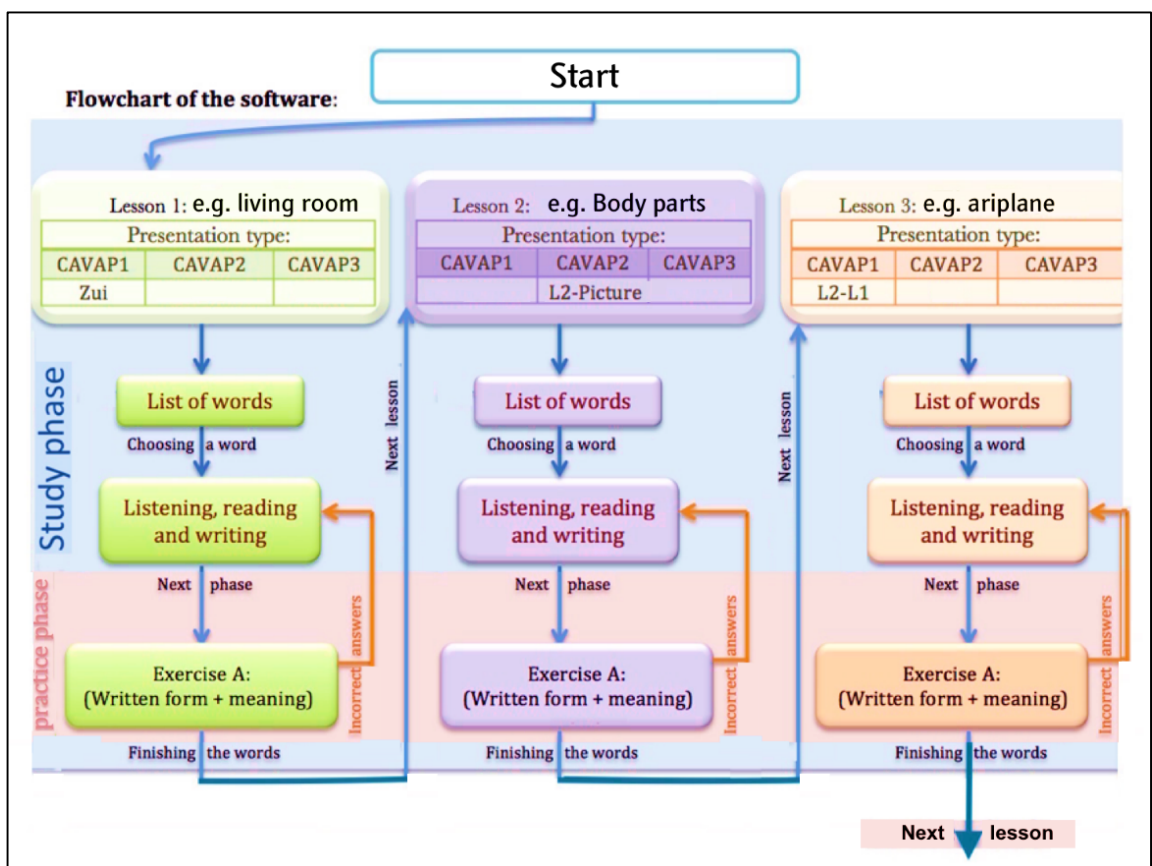 Start
Flowchart of the software:
Lesson 1: e.g. living room
Presentation type:
CAVAP1 CAVAP2 CAVAP3
Zui
Lesson 2: e.g. Body parts
Presentation type:
CAVAP1 CAVAP2 CAVAP3
L2-Picture
Lesson 3: e.g. ariplane
Presentation type:
CAVAP1 CAVAP2 CAVAP3
L2-L1
Study phase
List of words
Choosing a word
Listening, reading
and writing
Next phase
practice phase
Exercise A:
(Written form + meaning)
Incorrect answers
Finishing the words
Next lesson
List of words
Choosing a word
Listening, reading
and writing
Next phase
Exercise A:
(Written form + meaning)
Incorrect answers
Finishing the words
Next lesson
List of words
Choosing a word
Listening, reading
and writing
Next phase
Exercise A:
(Written form + meaning)
Incorrect answers
Finishing the words
Next lesson